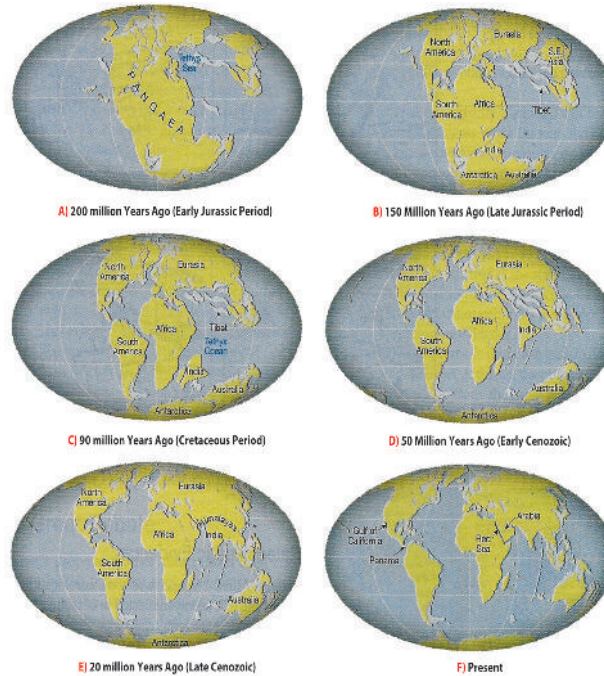 Tethys
Sea
PANGAEA
A) 200 million Years Ago (Early Jurassic Period)
North
America
Eurasia
S.E.
Asia
South
America
Africa
Tibet
India
Antarctica
Australia
B) 150 Million Years Ago (Late Jurassic Period)
North
America
Eurasia
Africa
Tibet
South
America
Tethys
Ocean
India
Australia
Antarctica
C) 90 million Years Ago (Cretaceous Period)
North
America
Eurasia
Africa
India
South
America
Australia
Antarctica
D) 50 Million Years Ago (Early Cenozoic)
North
America
Eurasia
Himalayas
Africa
India
South
America
Australia
Antarctica
E) 20 million Years Ago (Late Cenozoic)
Arabia
Gulf of
California
Red
Sea
Panama
F) Present